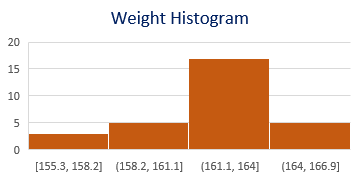 Weight Histogram
20
15
10
5
0
[155.3, 158.2] (158.2, 161.1] (161.1, 164] (164, 166.9]